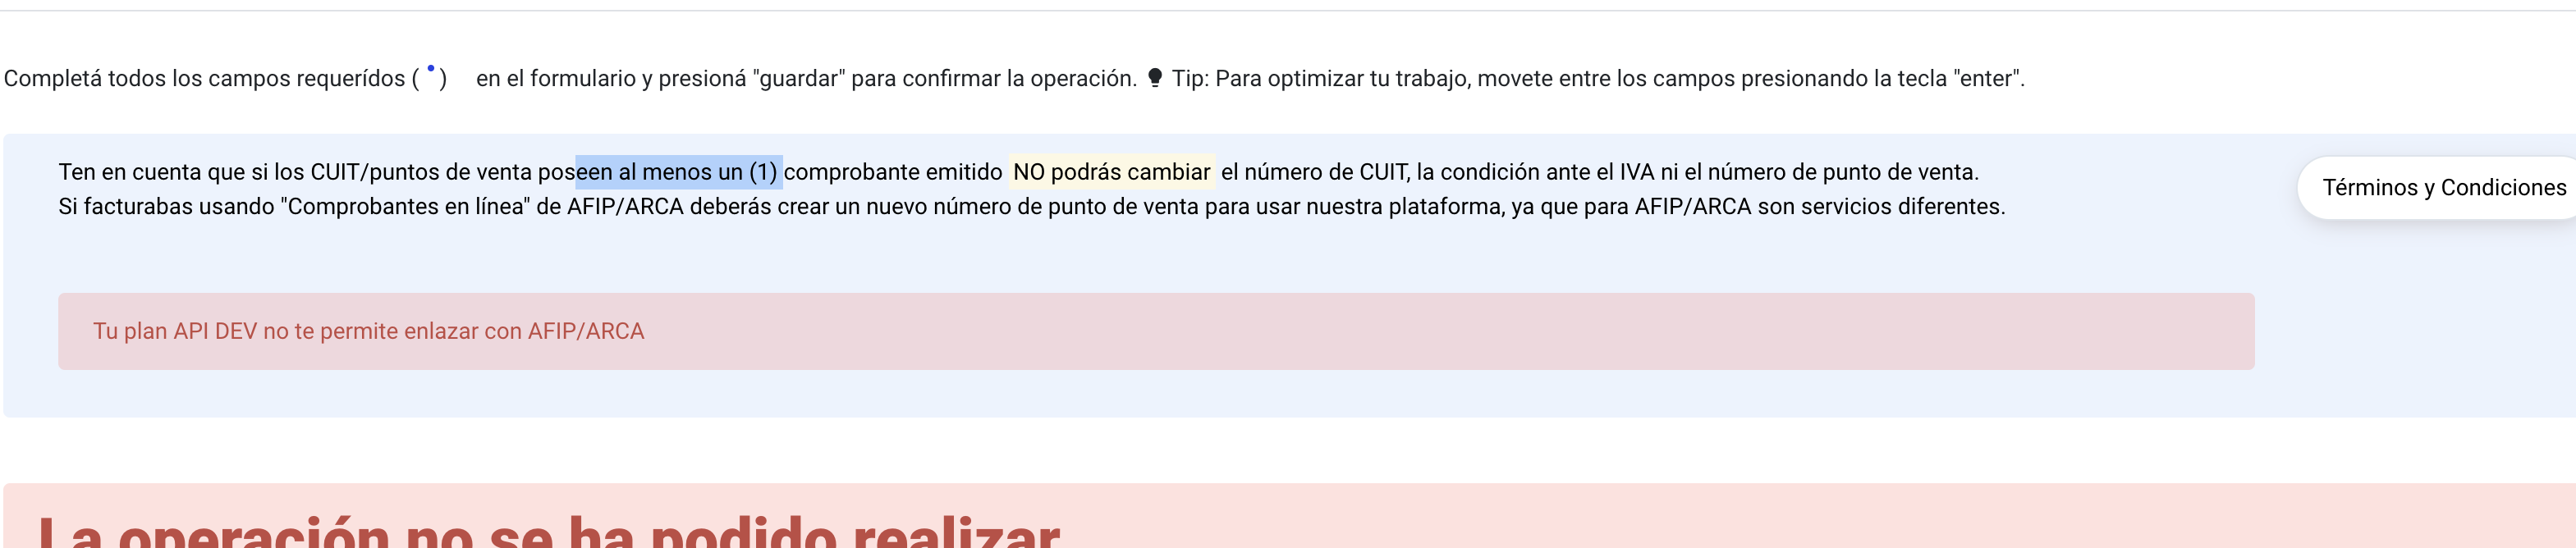 Completá todos los campos requerídos ( • ) en el formulario y presioná "guardar" para confirmar la operación. Tip: Para optimizar tu trabajo, movete entre los campos presionando la tecla "enter".
Ten en cuenta que si los CUIT/puntos de venta poseen al menos un (1) comprobante emitido NO podrás cambiar el número de CUIT, la condición ante el IVA ni el número de punto de venta.
Si facturabas usando "Comprobantes en línea" de AFIP/ARCA deberás crear un nuevo número de punto de venta para usar nuestra plataforma, ya que para AFIP/ARCA son servicios diferentes.
Términos y Condiciones
Tu plan API DEV no te permite enlazar con AFIP/ARCA
La operación no se ha podido realizar